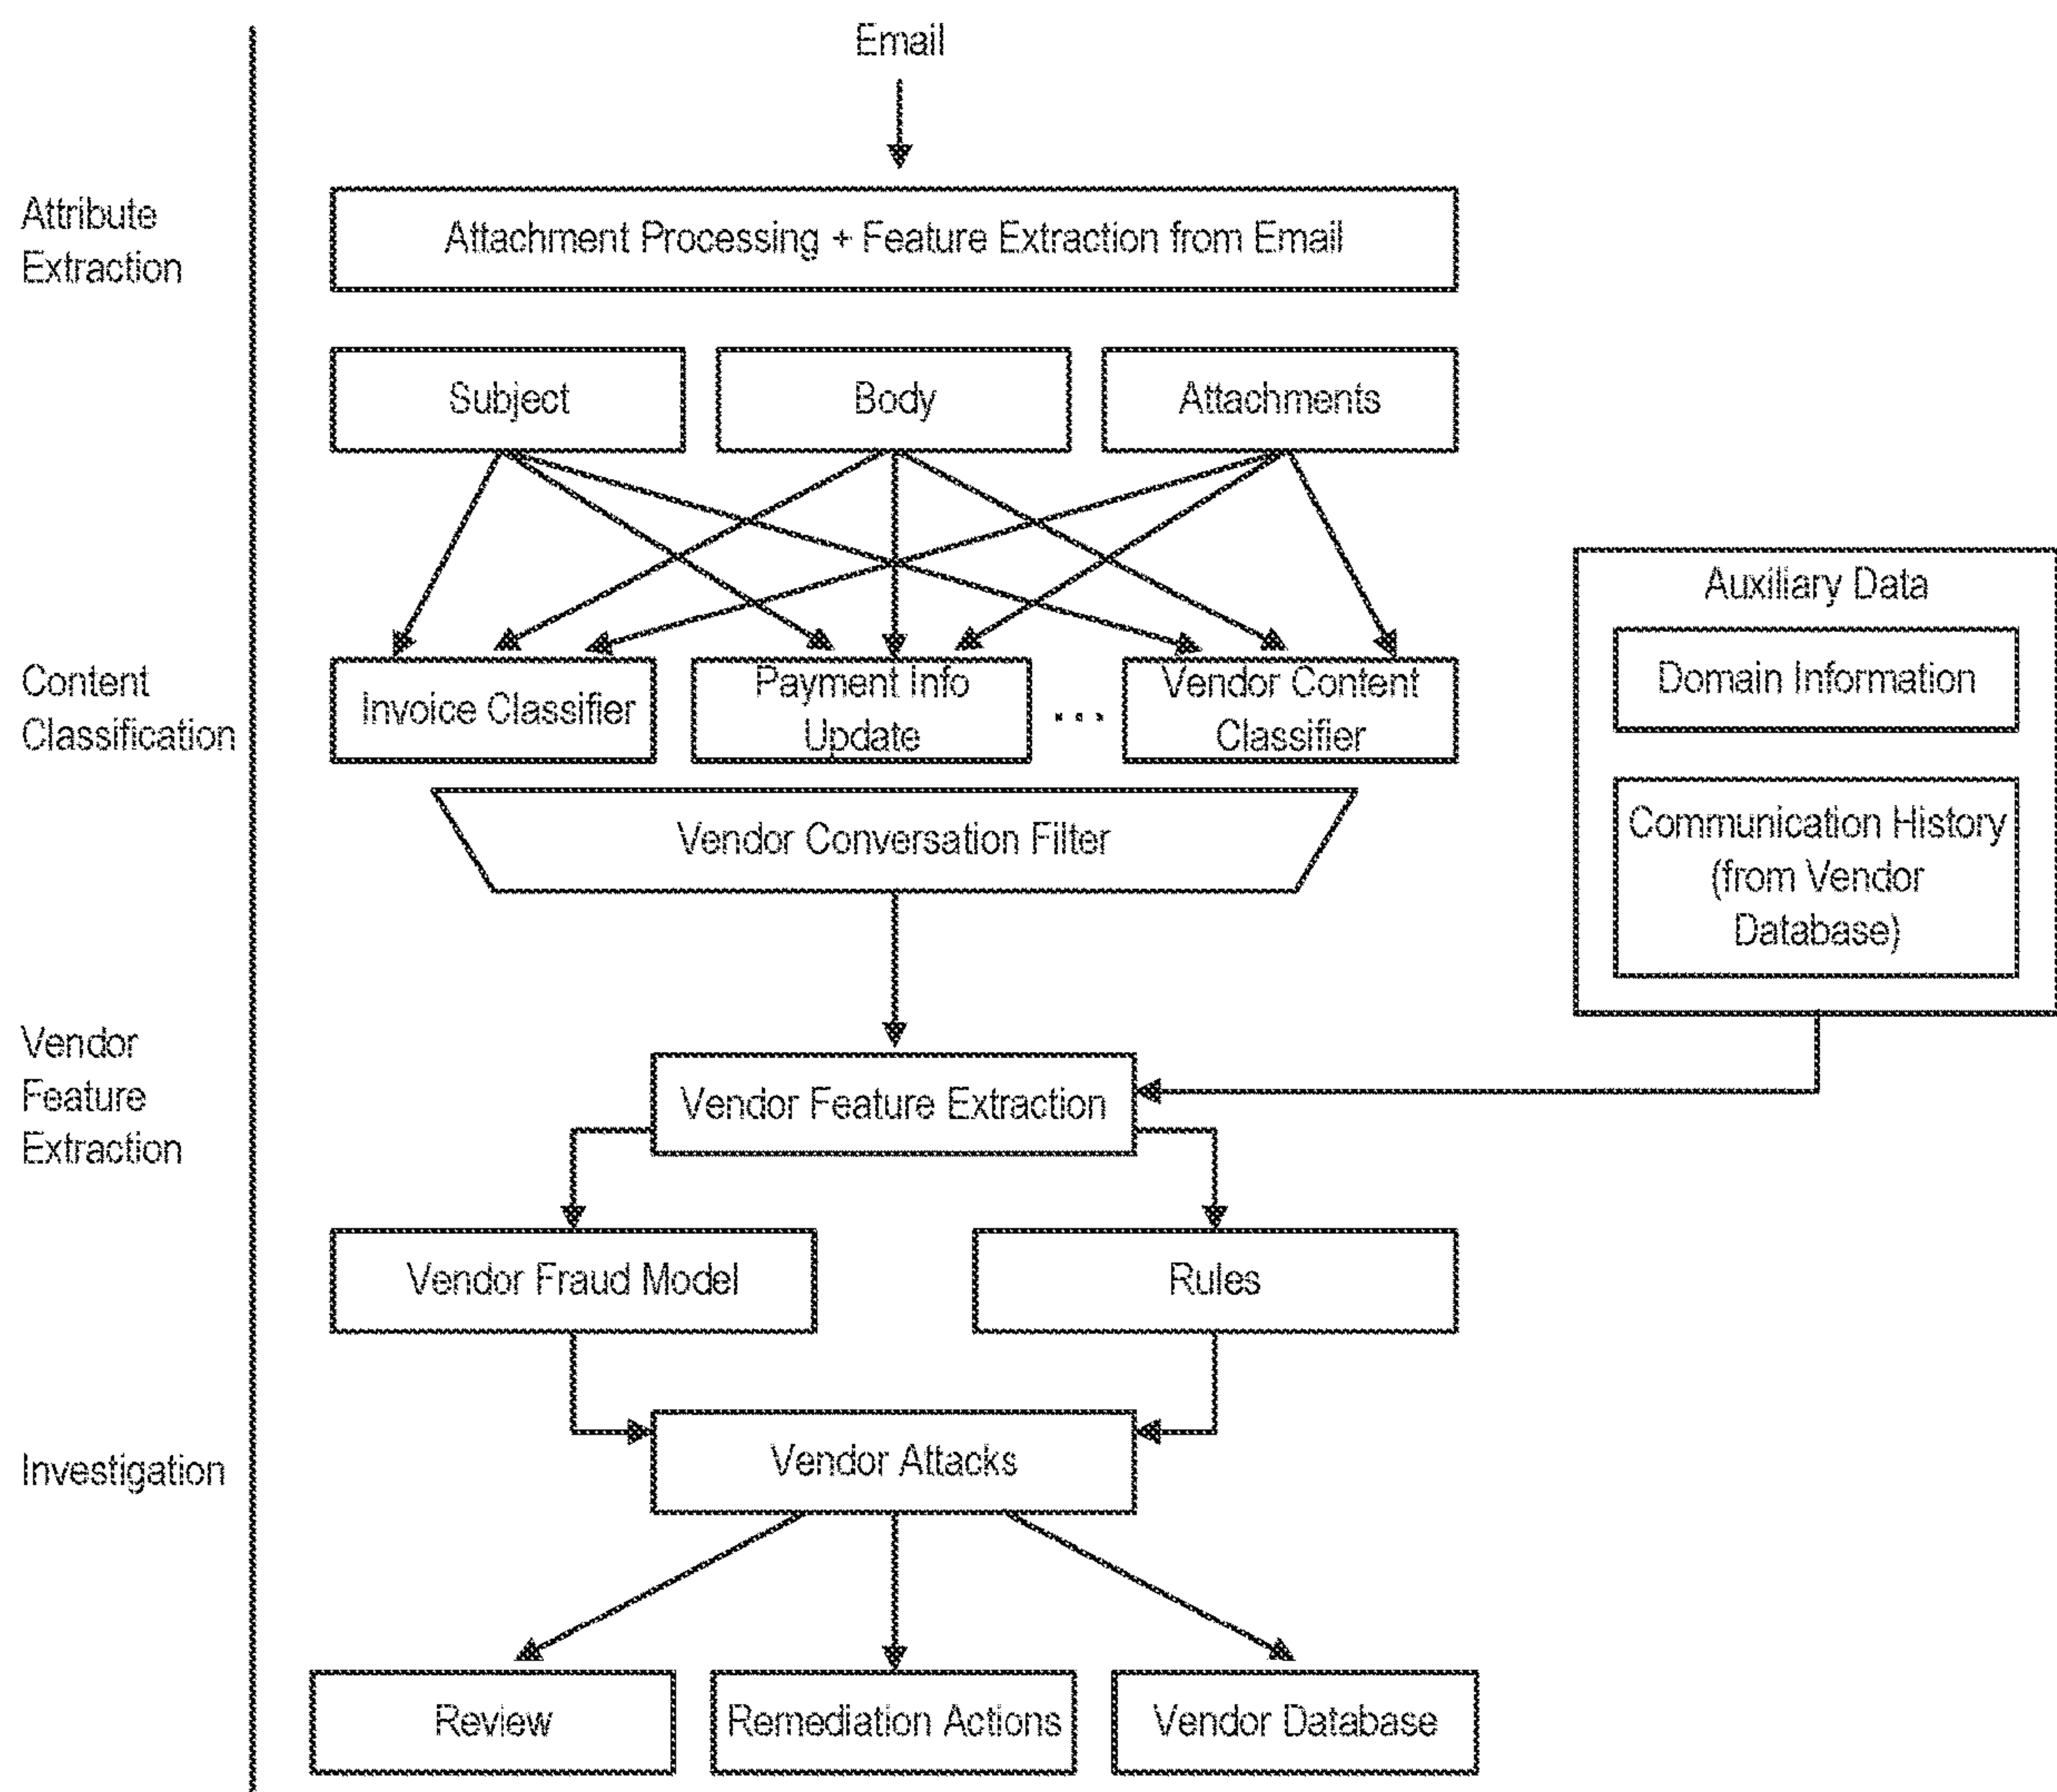 Email
Attribute
Extraction
Attachment Processing + Feature Extraction from Email
Subject
Body
Attachments
Content
Classification
Invoice Classifier
Payment Info
Update
...
Vendor Content
Classifier
Auxiliary Data
Domain Information
Communication History
(from Vendor
Database)
Vendor Conversation Filter
Vendor
Feature
Extraction
Vendor Feature Extraction
Vendor Fraud Model
Rules
Investigation
Vendor Attacks
Review
Remediation Actions
Vendor Database